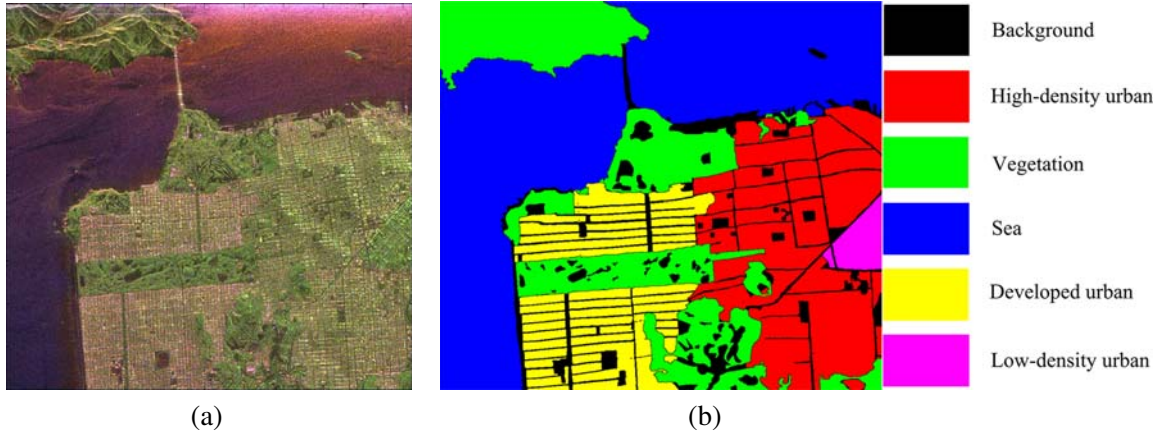 Background
High-density urban
Vegetation
Sea
Developed urban
Low-density urban
(a)
(b)